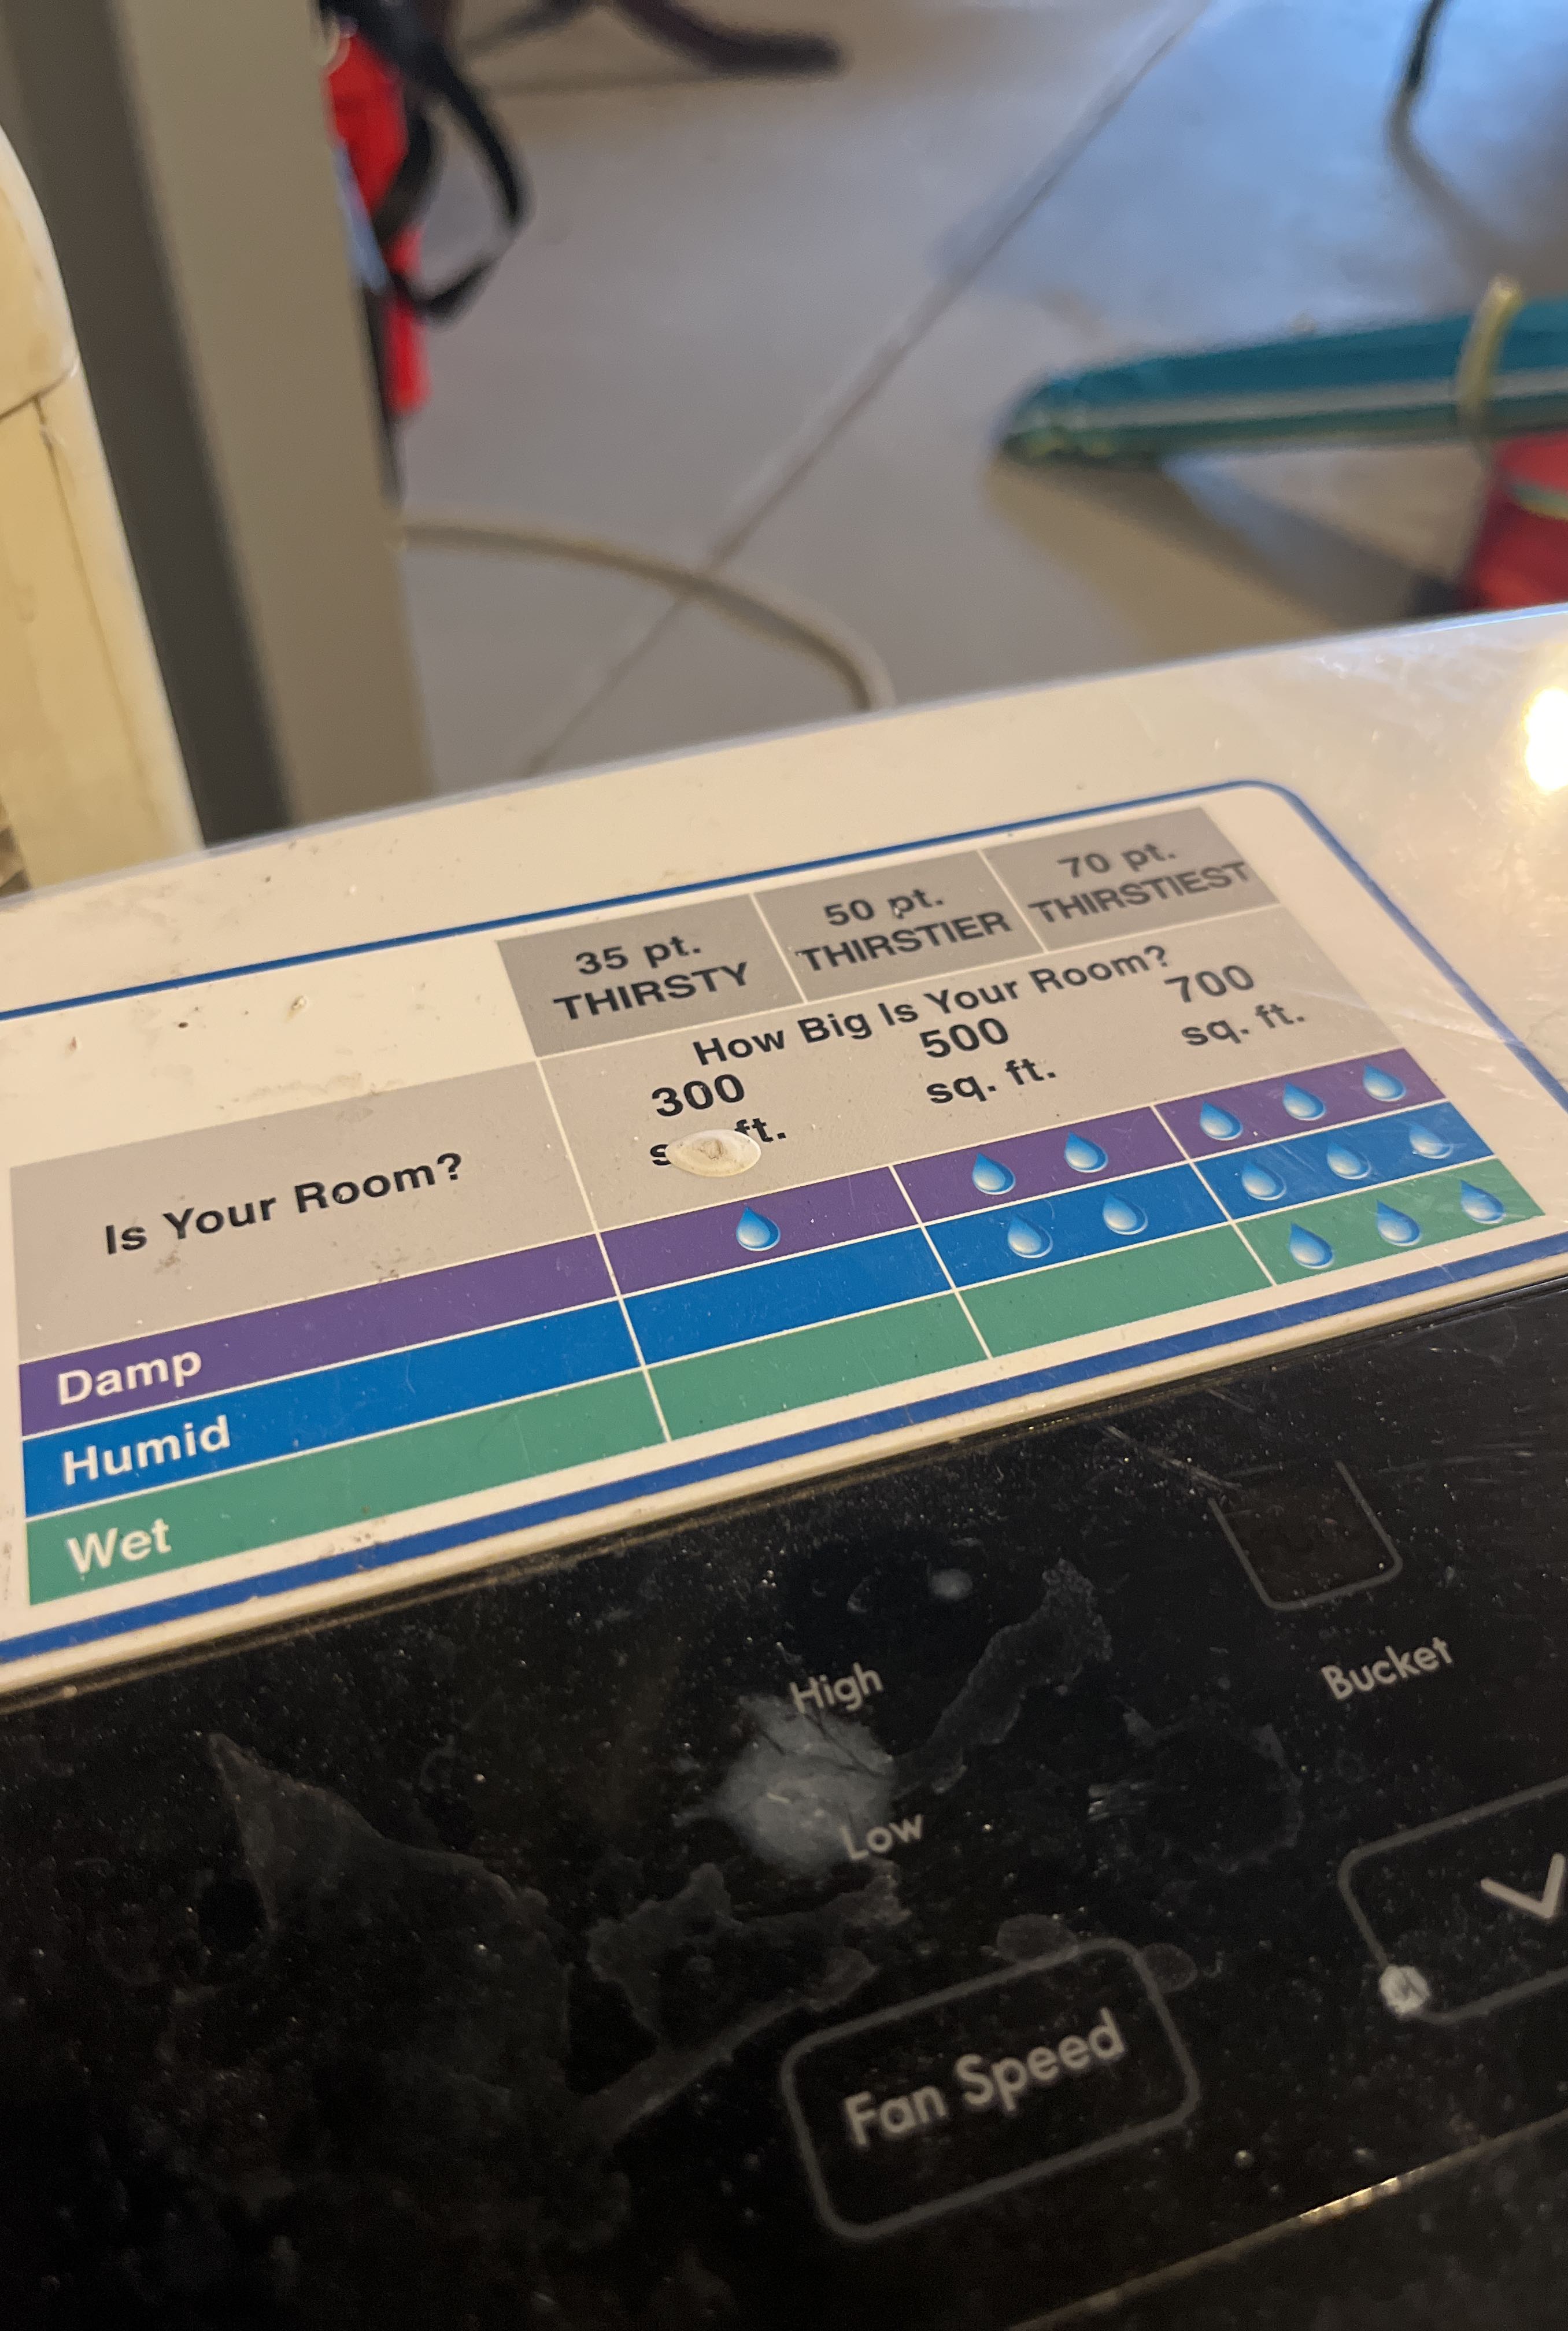 35 pt.
THIRSTY
50 pt.
THIRSTIER
70 pt.
THIRSTIEST
Is Your Room?
How Big Is Your Room?
300
ft.
500
sq. ft.
700
sq. ft.
Damp
Humid
Wet
High
Low
Bucket
Fan Speed